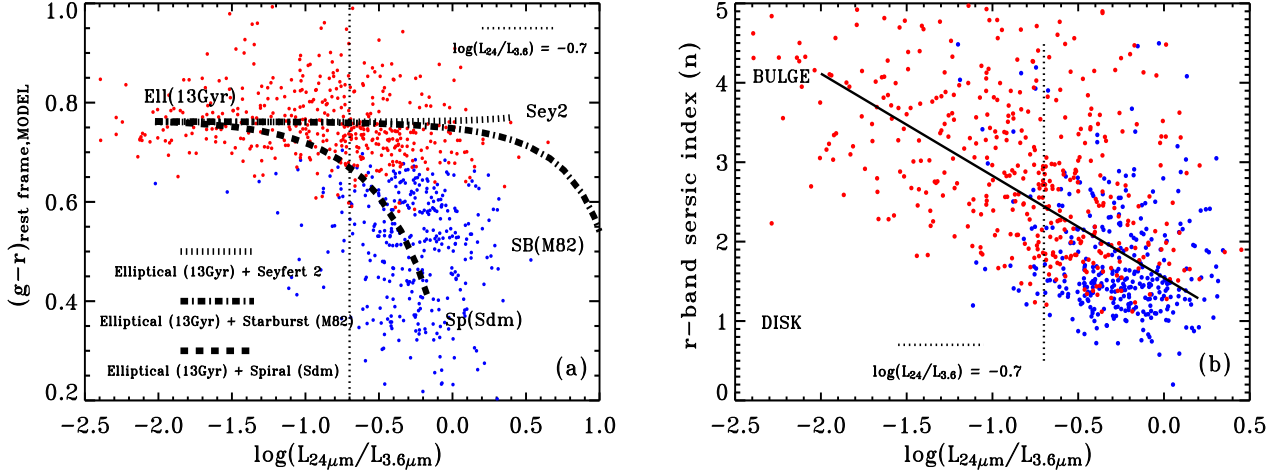 1.0
0.8
0.6
0.4
0.2
(g−r)rest frame,MODEL
log(L24/L3.6) = −0.7
Ell(13Gyr)
Sey2
SB(M82)
Sp(Sdm)
Elliptical (13Gyr) + Seyfert 2
Elliptical (13Gyr) + Starburst (M82)
Elliptical (13Gyr) + Spiral (Sdm)
(a)
−2.5 −2.0 −1.5 −1.0 −0.5 0.0 0.5 1.0
log(L24μm/L3.6μm)
5
4
3
2
1
0
r−band sersic index (n)
BULGE
DISK
log(L24/L3.6) = −0.7
(b)
−2.5 −2.0 −1.5 −1.0 −0.5 0.0 0.5
log(L24μm/L3.6μm)